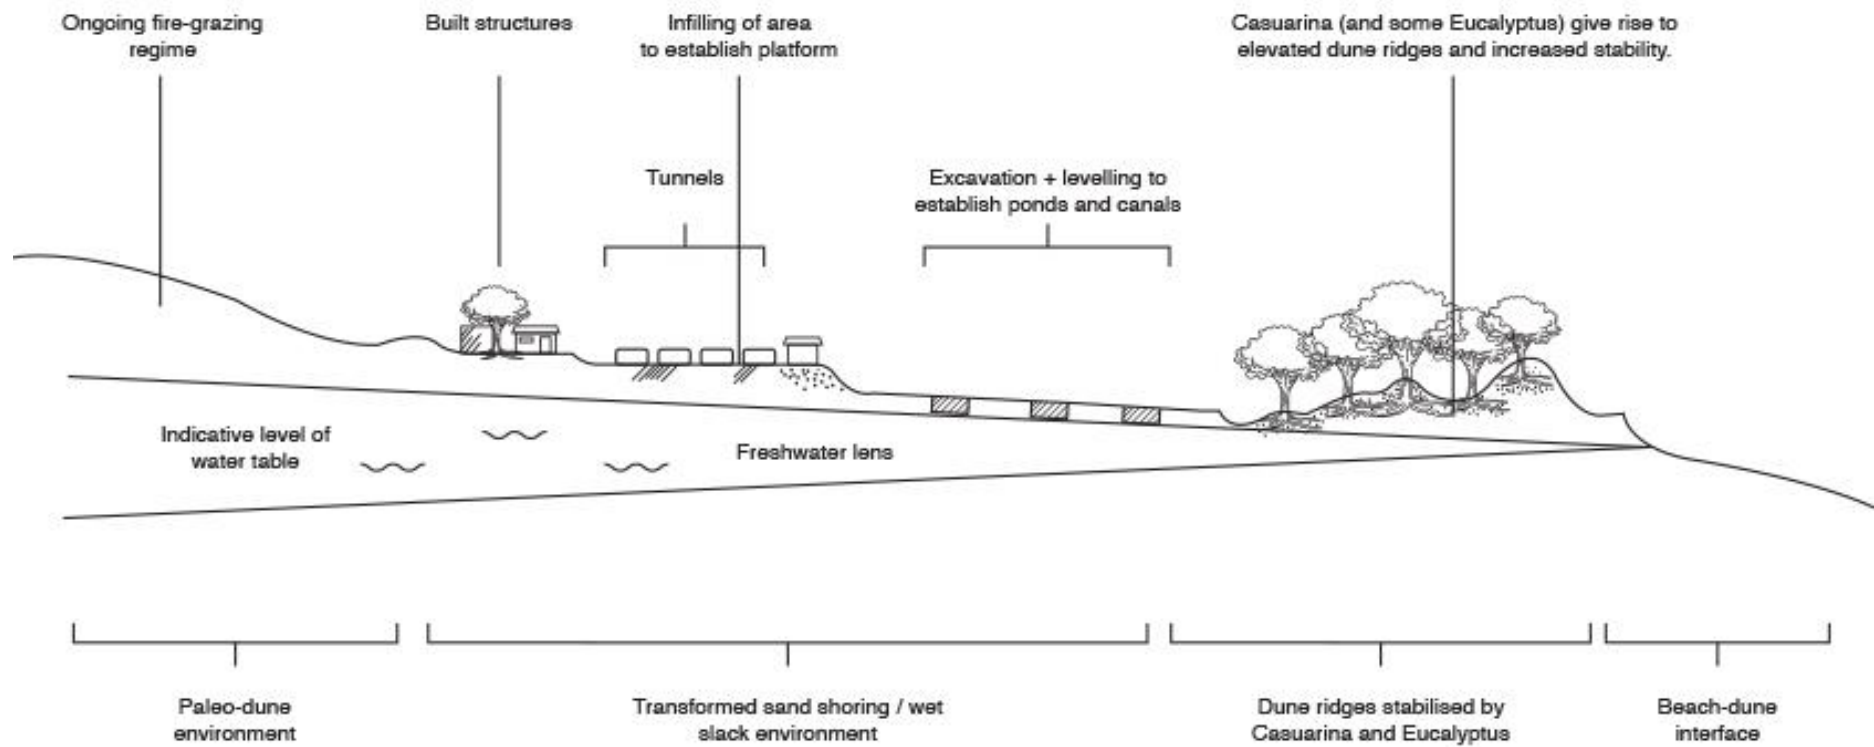 Ongoing fire-grazing
regime
Built structures
Infilling of area
to establish platform
Casuarina (and some Eucalyptus) give rise to
elevated dune ridges and increased stability.
Tunnels
Excavation + levelling to
establish ponds and canals
Indicative level of
water table
Freshwater lens
Paleo-dune
environment
Transformed sand shoring / wet
slack environment
Dune ridges stabilised by
Casuarina and Eucalyptus
Beach-dune
interface